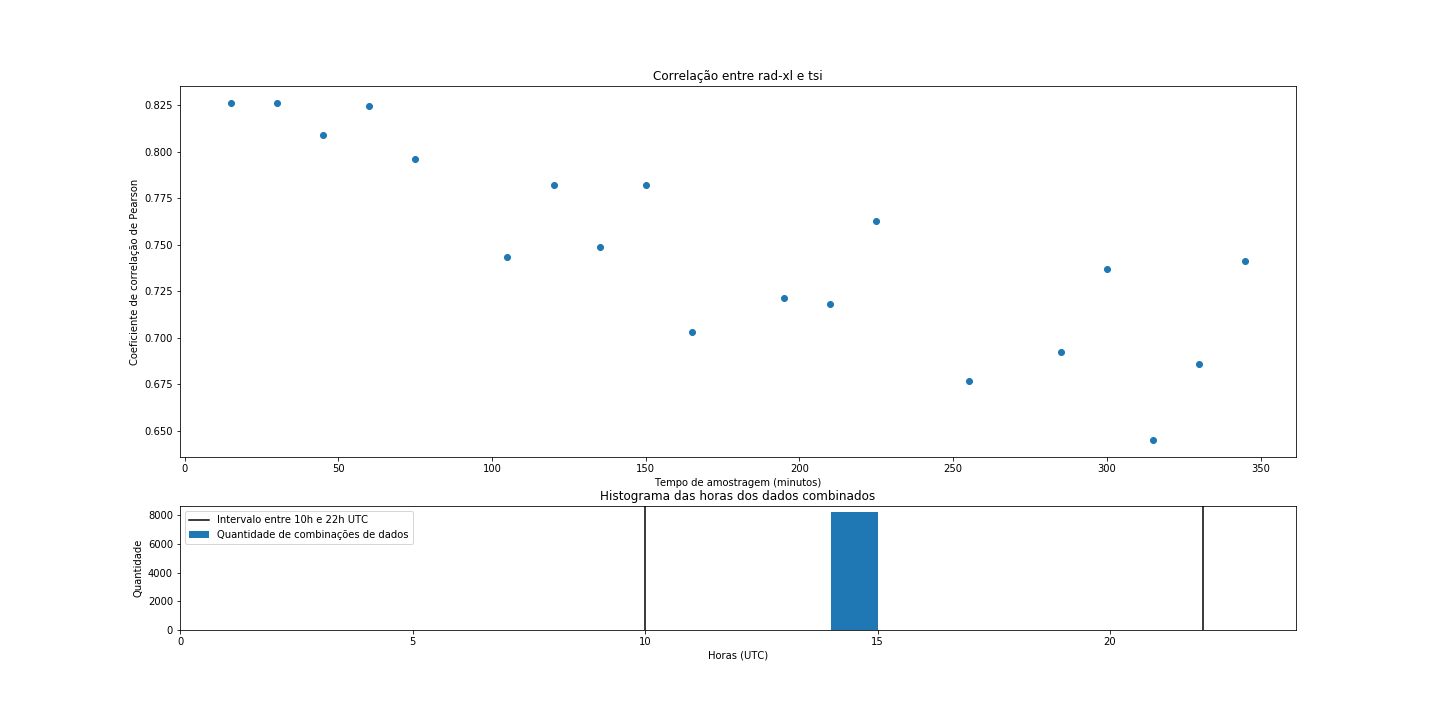 Correlação entre rad-xl e tsi
Coeficiente de correlação de Pearson
0.825
0.800
0.775
0.750
0.725
0.700
0.675
0.650
0 50 100 150 200 250 300 350
Tempo de amostragem (minutos)
Histograma das horas dos dados combinados
Quantidade
8000
6000
4000
2000
0
Intervalo entre 10h e 22h UTC
Quantidade de combinações de dados
0 5 10 15 20
Horas (UTC)